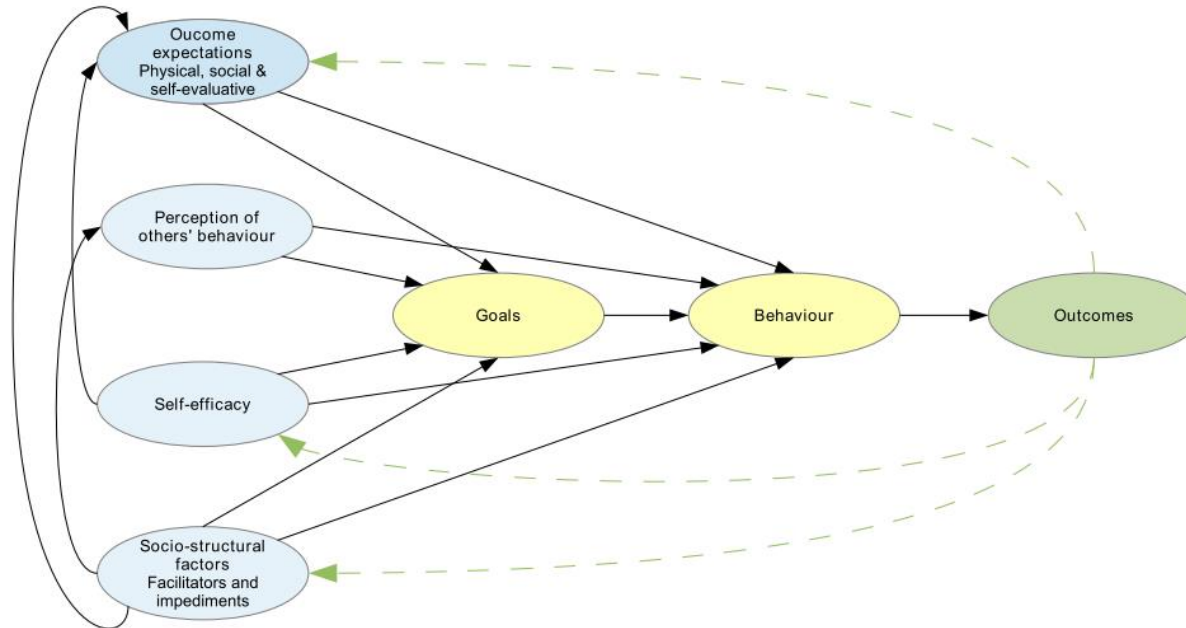 Oucome
expectations
Physical, social &
self-evaluative
Perception of
others' behaviour
Goals
Behaviour
Outcomes
Self-efficacy
Socio-structural
factors
Facilitators and
impediments